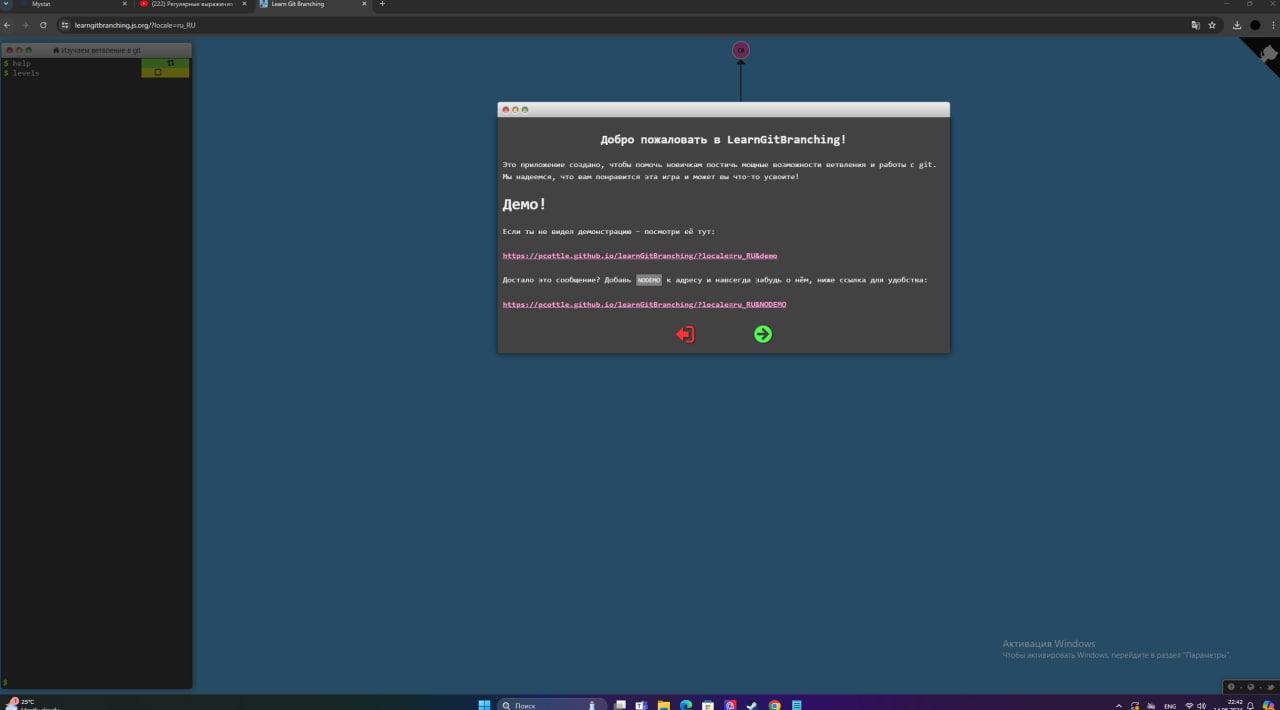 Mystat
(222) Регулярные выражения
Learn Git Branching
learngitbranching.js.org/?locale=ru_RU
Изучаем ветвление в git
$ help
$ levels
Добро пожаловать в LearnGitBranching!
Это приложение создано, чтобы помочь новичкам постичь мощные возможности ветвления и работы с git.
Мы надеемся, что вам понравится эта игра и может вы что-то усвоите!
Демо!
Если ты не видел демонстрацию – посмотри её тут:
https://pcottle.github.io/learnGitBranching/?locale=ru_RU&demo
Достало это сообщение? Добавь NODEMO к адресу и навсегда забудь о нём, ниже ссылка для удобства:
https://pcottle.github.io/learnGitBranching/?locale=ru_RU&NODEMO
Активация Windows
Чтобы активировать Windows, перейдите в раздел "Параметры".
$
25°C
Mostly cloudy
Поиск
ENG
22:42